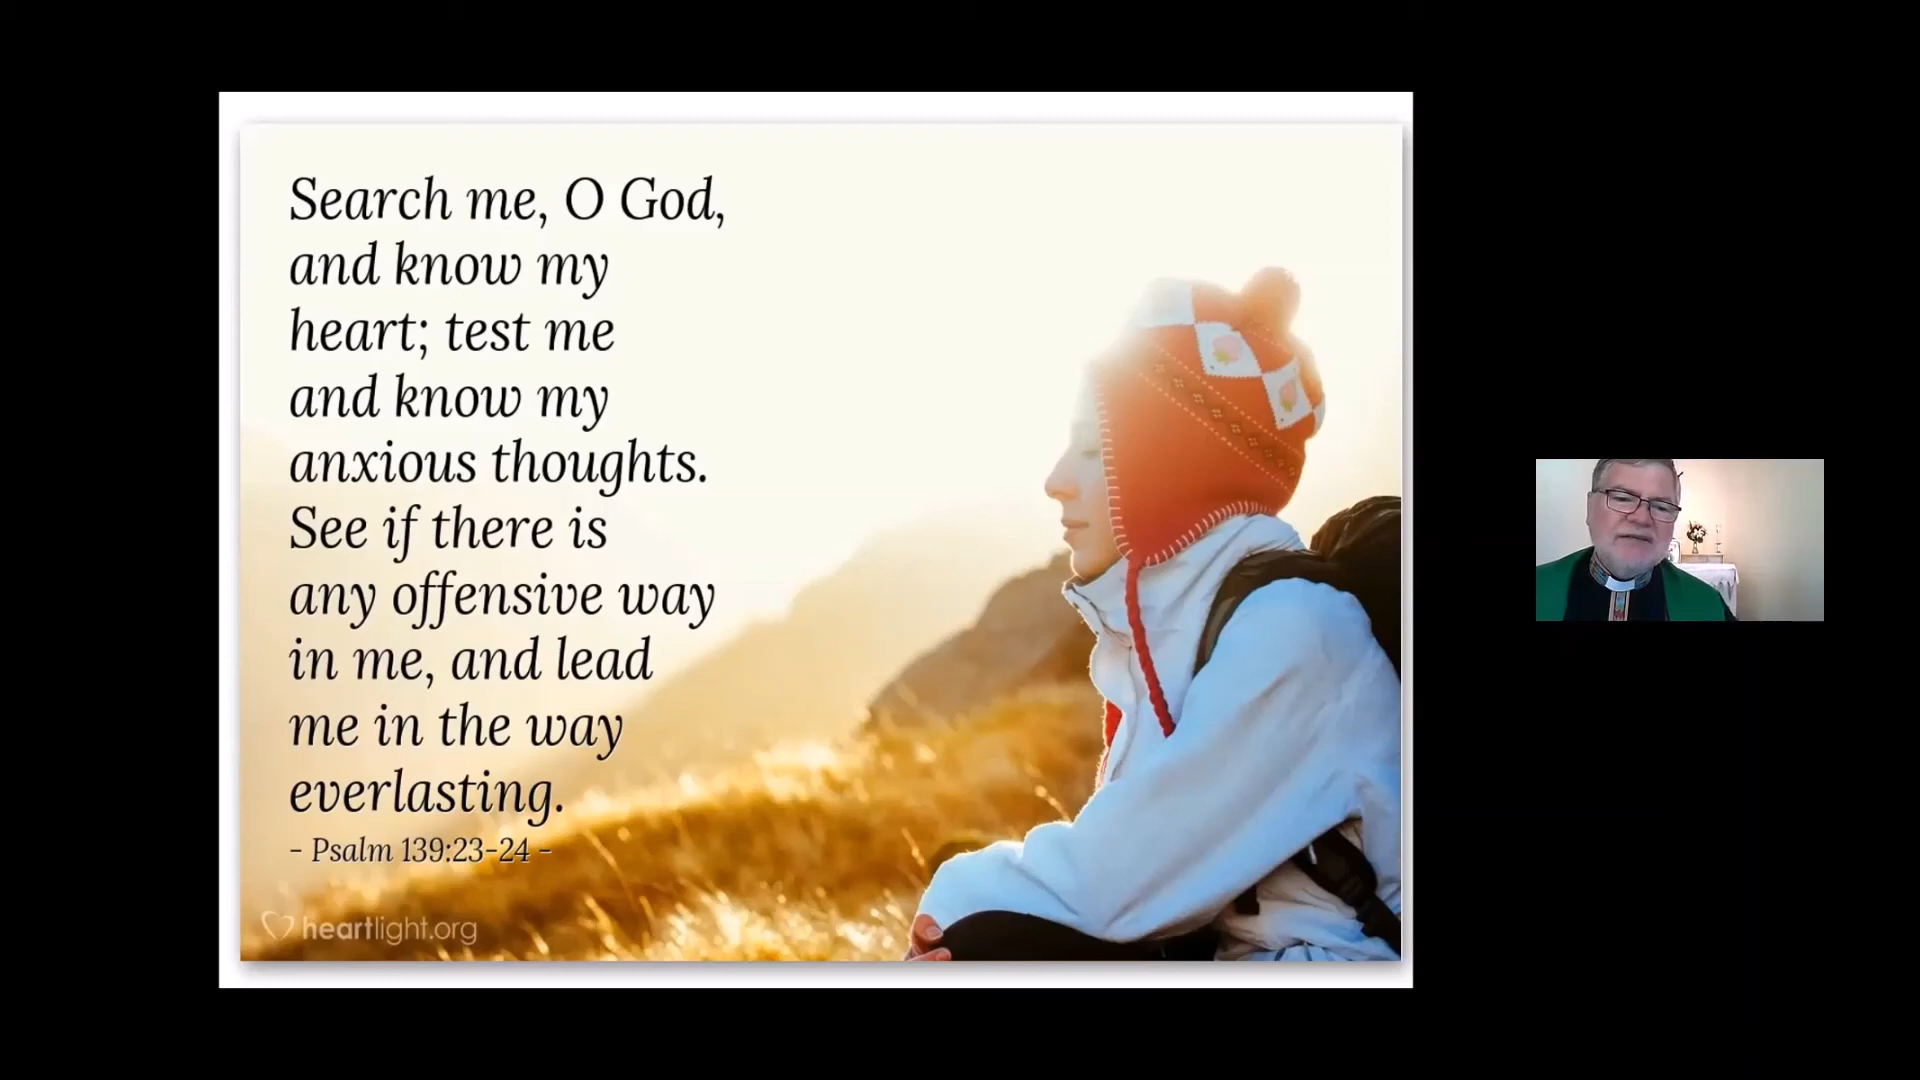 Search me, O God,
and know my
heart; test me
and know my
anxious thoughts.
See if there is
any offensive way
in me, and lead
me in the way
everlasting.
- Psalm 139:23-24 -
heartlight.org